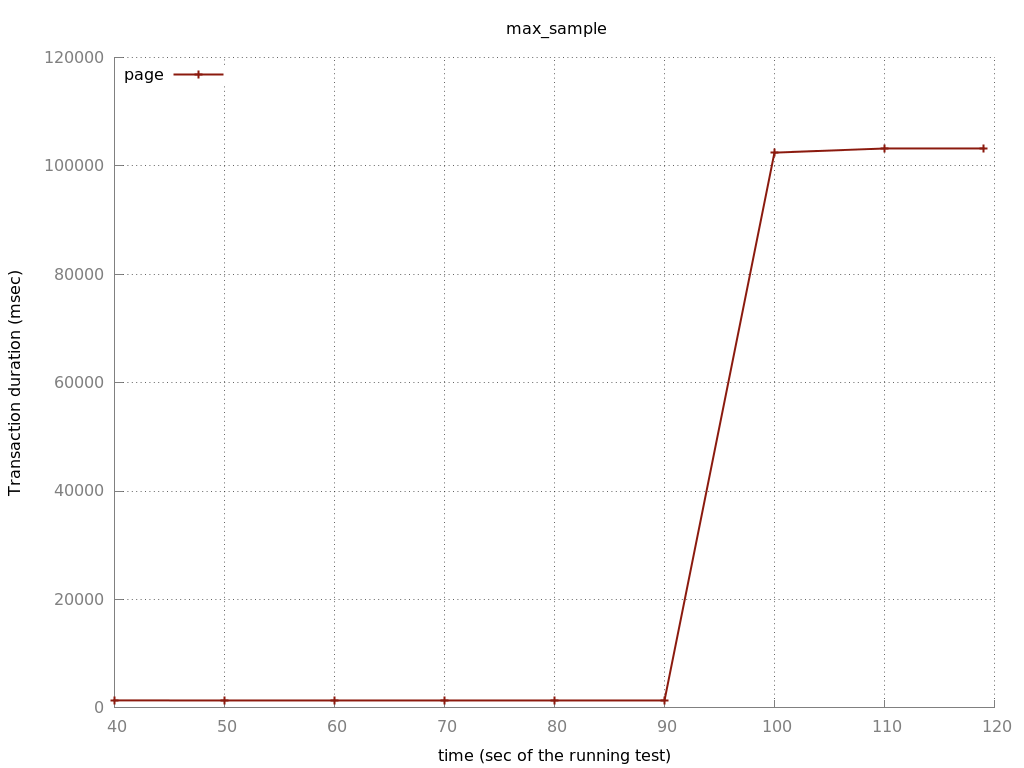 max_sample
120000
page
100000
80000
60000
40000
20000
0
Transaction duration (msec)
40 50 60 70 80 90 100 110 120
time (sec of the running test)